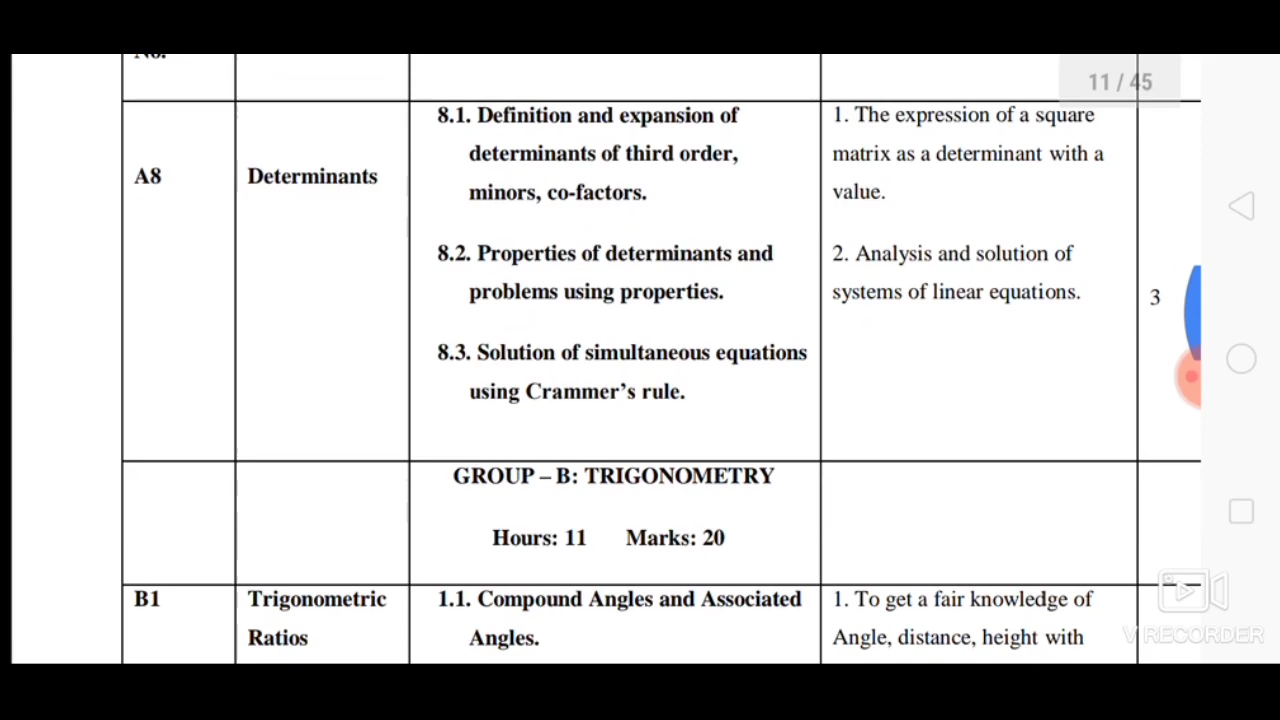 No.
11 / 45
A8
Determinants
8.1. Definition and expansion of
determinants of third order,
minors, co-factors.
8.2. Properties of determinants and
problems using properties.
8.3. Solution of simultaneous equations
using Crammer’s rule.
1. The expression of a square
matrix as a determinant with a
value.
2. Analysis and solution of
systems of linear equations.
3
GROUP – B: TRIGONOMETRY
Hours: 11 Marks: 20
B1
Trigonometric
Ratios
1.1. Compound Angles and Associated
Angles.
1. To get a fair knowledge of
Angle, distance, height with
V RECORDER